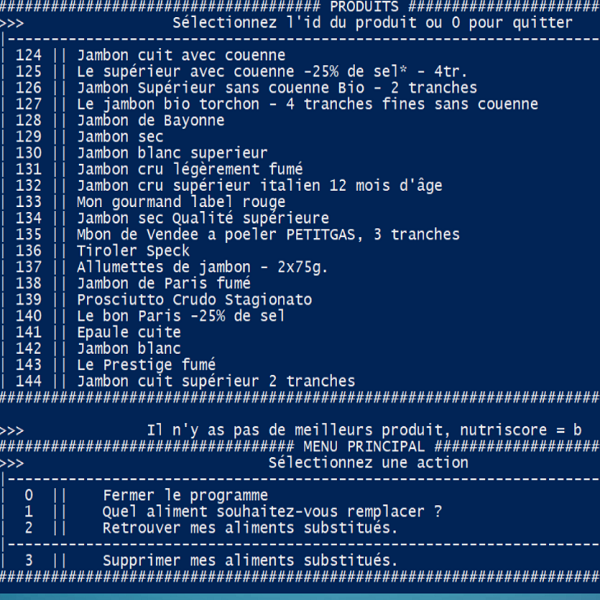 ##################################### PRODUITS ######################
>>> Sélectionnez l'id du produit ou 0 pour quitter
|--------------------------------------------------------------------
| 124 || Jambon cuit avec couenne
| 125 || Le supérieur avec couenne -25% de sel* - 4tr.
| 126 || Jambon Supérieur sans couenne Bio - 2 tranches
| 127 || Le jambon bio torchon - 4 tranches fines sans couenne
| 128 || Jambon de Bayonne
| 129 || Jambon sec
| 130 || Jambon blanc superieur
| 131 || Jambon cru légèrement fumé
| 132 || Jambon cru supérieur italien 12 mois d'âge
| 133 || Mon gourmand label rouge
| 134 || Jambon sec Qualité supérieure
| 135 || Mbon de Vendee a poeler PETITGAS, 3 tranches
| 136 || Tiroler Speck
| 137 || Allumettes de jambon - 2x75g.
| 138 || Jambon de Paris fumé
| 139 || Prosciutto Crudo Stagionato
| 140 || Le bon Paris -25% de sel
| 141 || Epaule cuite
| 142 || Jambon blanc
| 143 || Le Prestige fumé
| 144 || Jambon cuit supérieur 2 tranches
#####################################################################
>>> Il n'y as pas de meilleurs produit, nutriscore = b
################################## MENU PRINCIPAL ###################
>>> Sélectionnez une action
|--------------------------------------------------------------------
| 0 || Fermer le programme
| 1 || Quel aliment souhaitez-vous remplacer ?
| 2 || Retrouver mes aliments substitués.
|--------------------------------------------------------------------
| 3 || Supprimer mes aliments substitués.
#####################################################################